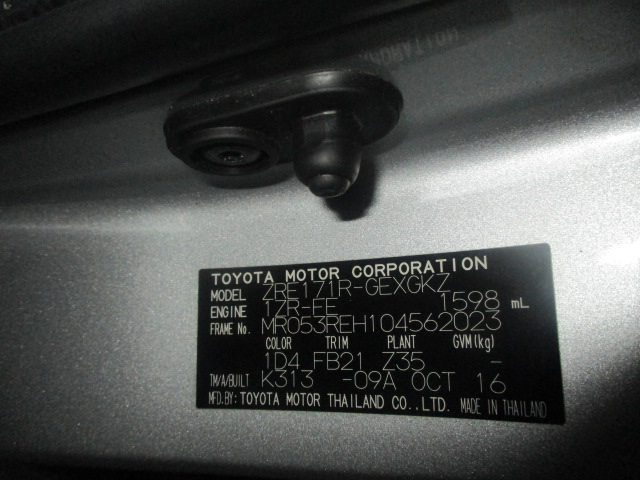 TOYOTA MOTOR CORPORATION
MODEL ZRE171R-GEXGKZ
ENGINE 1ZR-FE 1598 mL
FRAME No. MR053REH104562023
COLOR TRIM PLANT GVM(kg)
1D4 FB21 Z35 -
TM/A/BUILT K313 -09A OCT 16
MFD.BY: TOYOTA MOTOR THAILAND CO.,LTD. MADE IN THAILAND